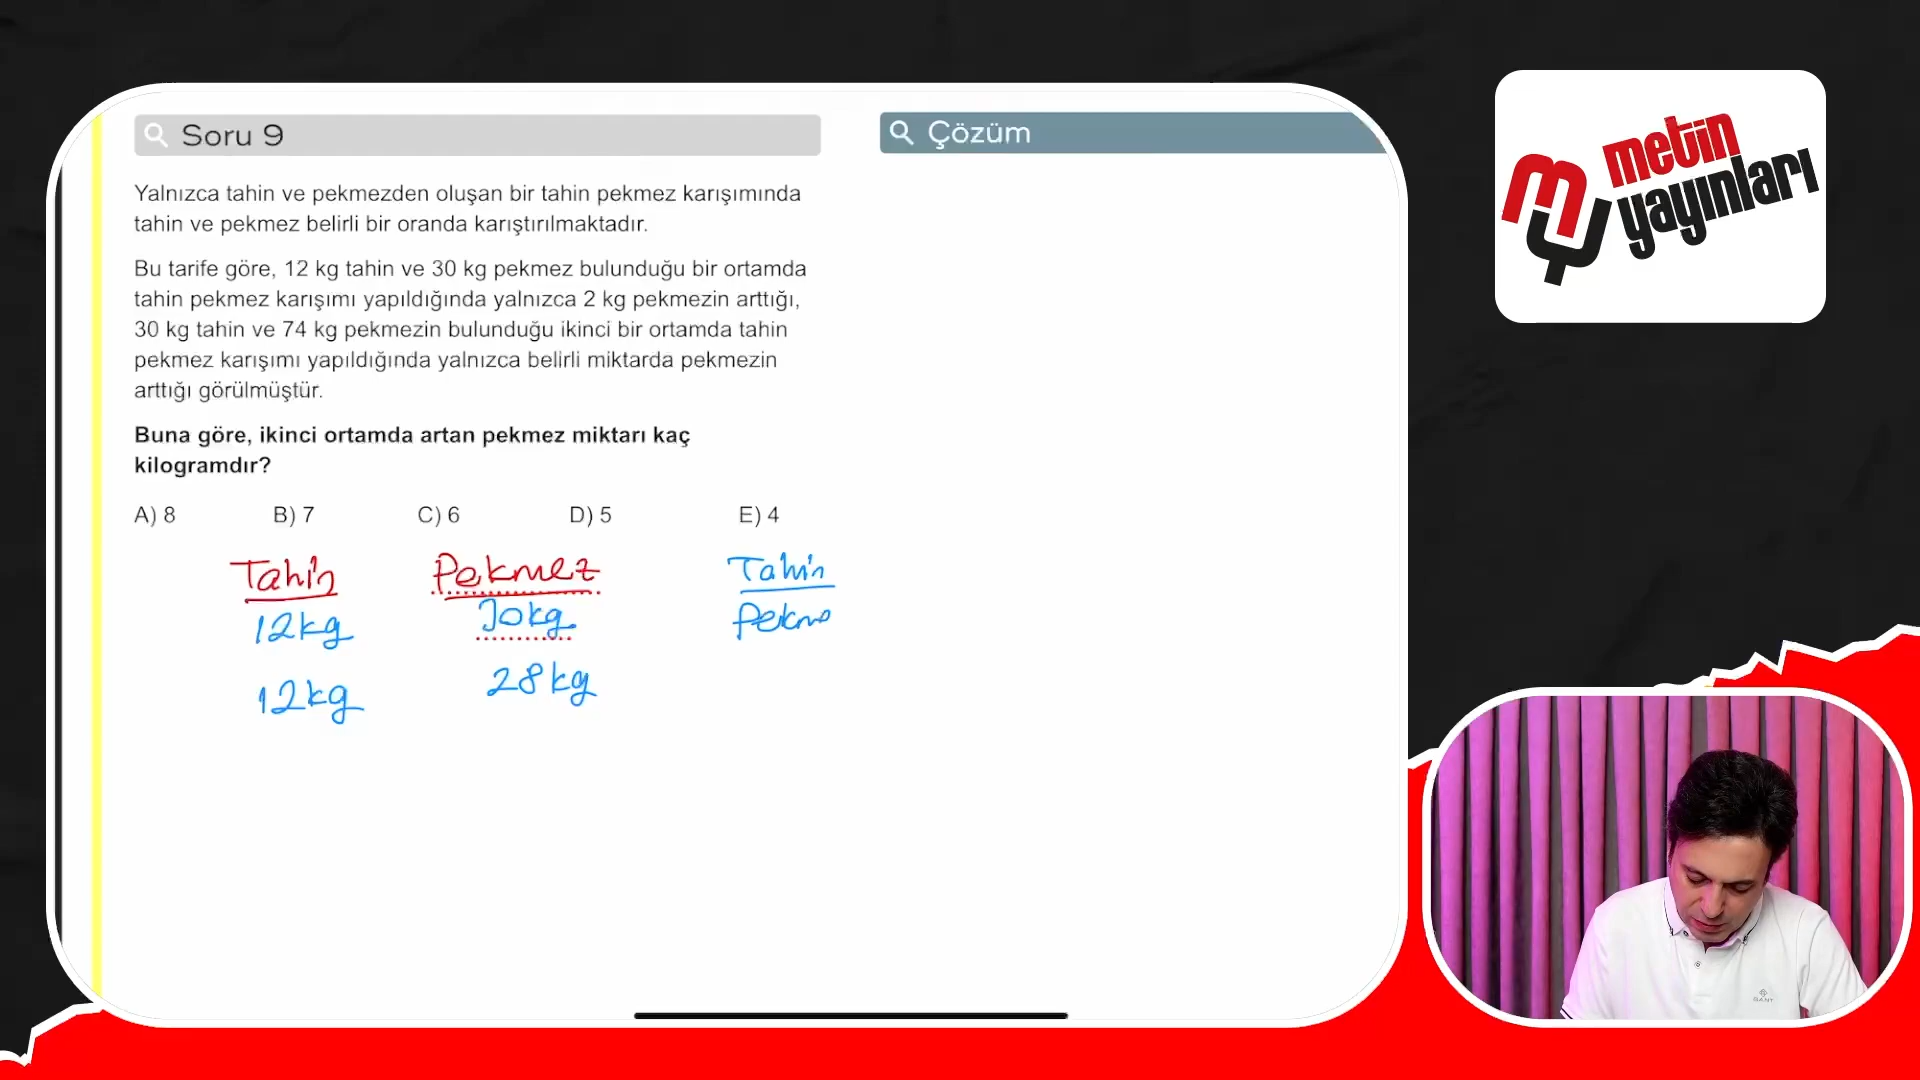 Soru 9
Çözüm
Yalnızca tahin ve pekmezden oluşan bir tahin pekmez karışımında
tahin ve pekmez belirli bir oranda karıştırılmaktadır.
Bu tarife göre, 12 kg tahin ve 30 kg pekmez bulunduğu bir ortamda
tahin pekmez karışımı yapıldığında yalnızca 2 kg pekmezin arttığı,
30 kg tahin ve 74 kg pekmezin bulunduğu ikinci bir ortamda tahin
pekmez karışımı yapıldığında yalnızca belirli miktarda pekmezin
arttığı görülmüştür.
Buna göre, ikinci ortamda artan pekmez miktarı kaç
kilogramdır?
A) 8 B) 7 C) 6 D) 5 E) 4
Tahin Pekmez Tahin
12kg 30kg Pekme
12kg 28kg
metin
yayınları
GANT